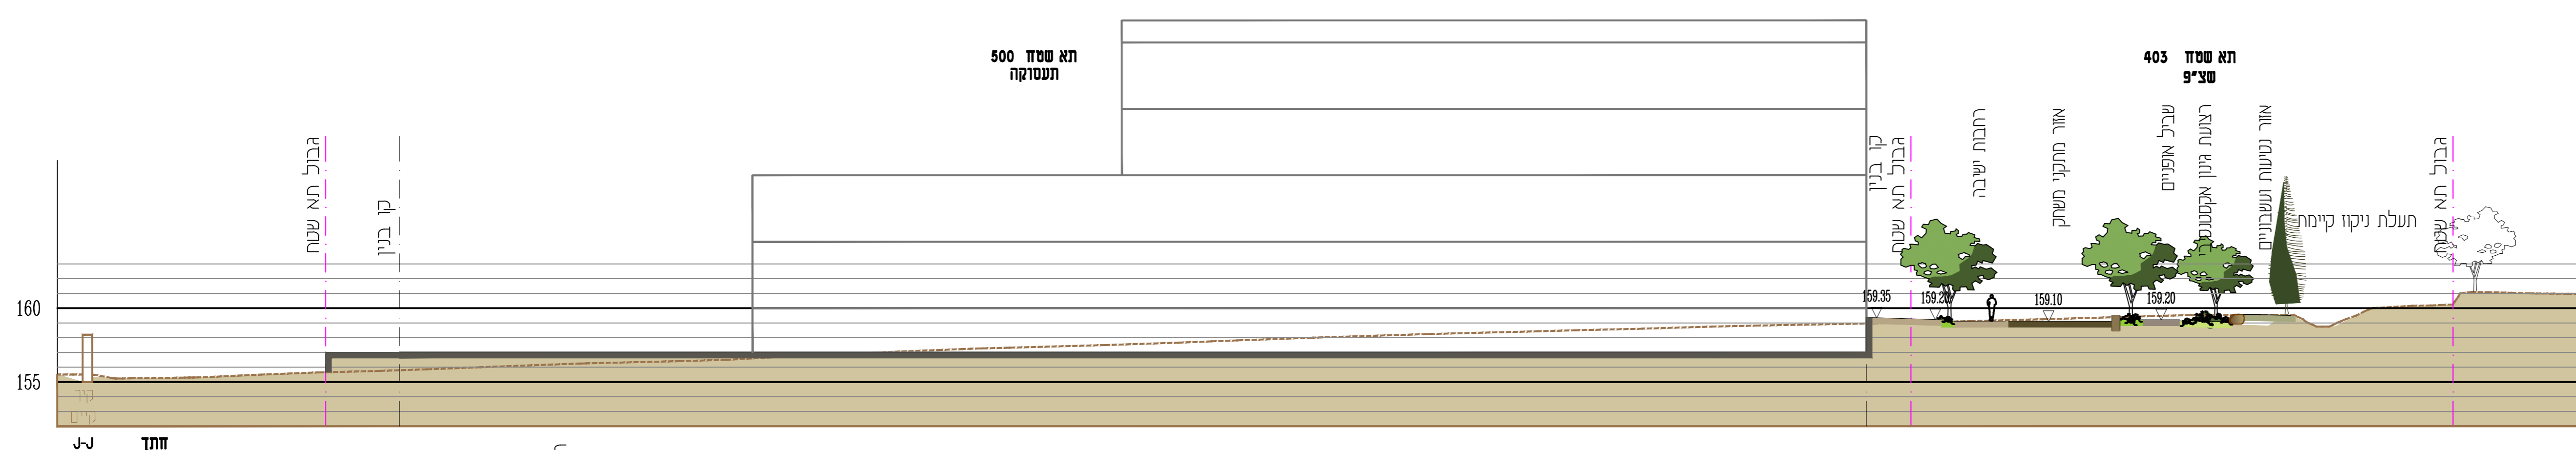 תא שטח 500
תעסוקה
תא שטח 403
שצ"פ
גבול תא שטח
קו בנין
קו בנין
גבול תא שטח
רחבות ישיבה
אזור מתקני משחק
שביל אופניים
רצועת גינון אקסטנסיבי
אזור נטיעות ועשבוניים
תעלת ניקוז קיימת
גבול תא שטח
160
155
159.35
159.20
159.10
159.20
קיר
קיים
חתך J-J